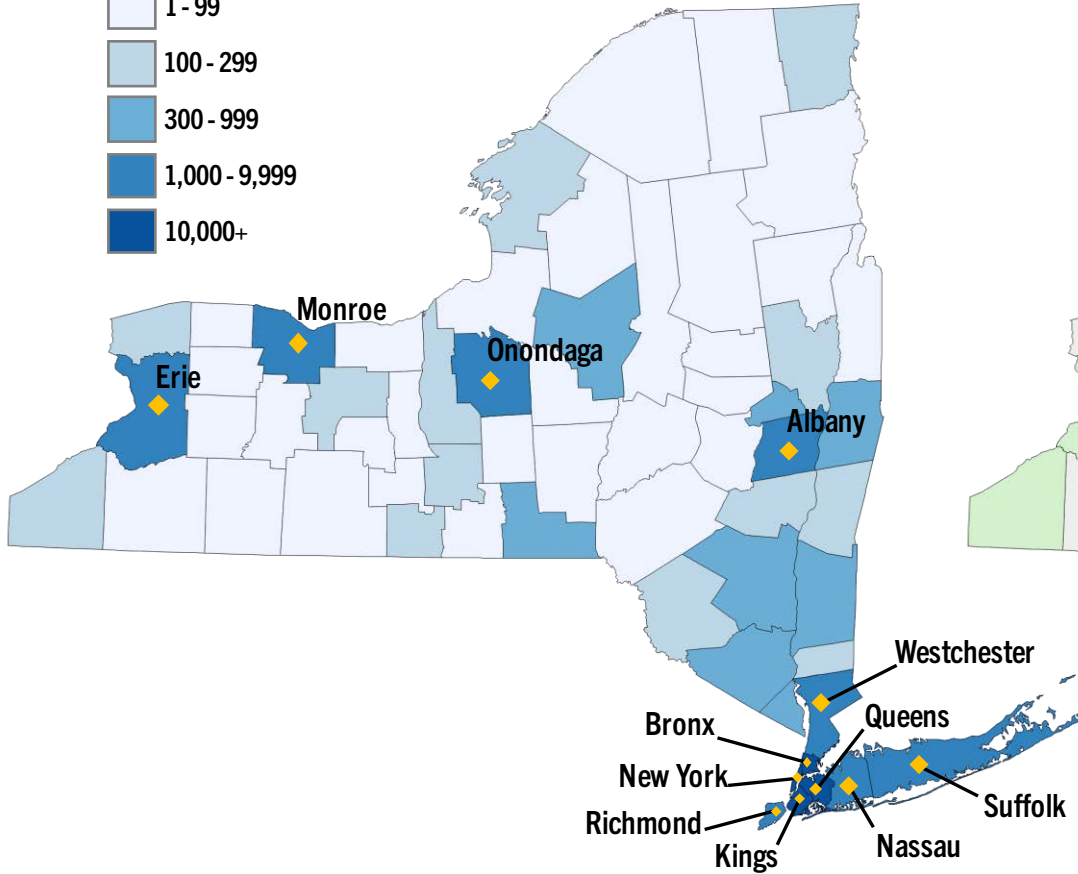 1 - 99
100 - 299
300 - 999
1,000 - 9,999
10,000+
Monroe
Onondaga
Erie
Albany
Westchester
Queens
Bronx
New York
Suffolk
Richmond
Nassau
Kings